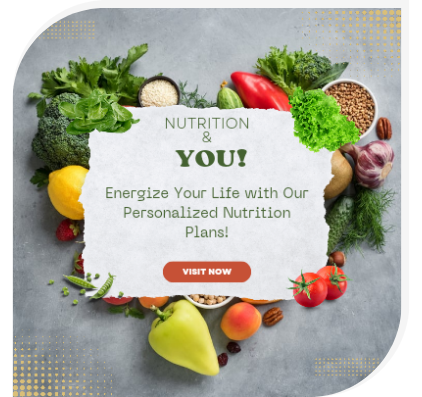 NUTRITION
&
YOU!
Energize Your Life with Our
Personalized Nutrition
Plans!
VISIT NOW